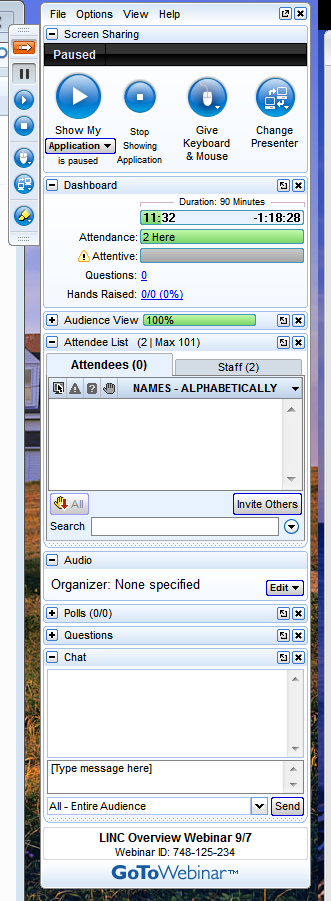 File Options View Help
Screen Sharing
Paused
Show My
Application
is paused
Stop
Showing
Application
Give
Keyboard
& Mouse
Change
Presenter
Dashboard
Duration: 90 Minutes
11:32 -1:18:28
Attendance: 2 Here
Attentive:
Questions: 0
Hands Raised: 0/0 (0%)
Audience View 100%
Attendee List (2 | Max 101)
Attendees (0) Staff (2)
NAMES - ALPHABETICALLY
All Invite Others
Search
Audio
Organizer: None specified
Edit
Polls (0/0)
Questions
Chat
[Type message here]
All - Entire Audience Send
LINC Overview Webinar 9/7
Webinar ID: 748-125-234
GoToWebinar™